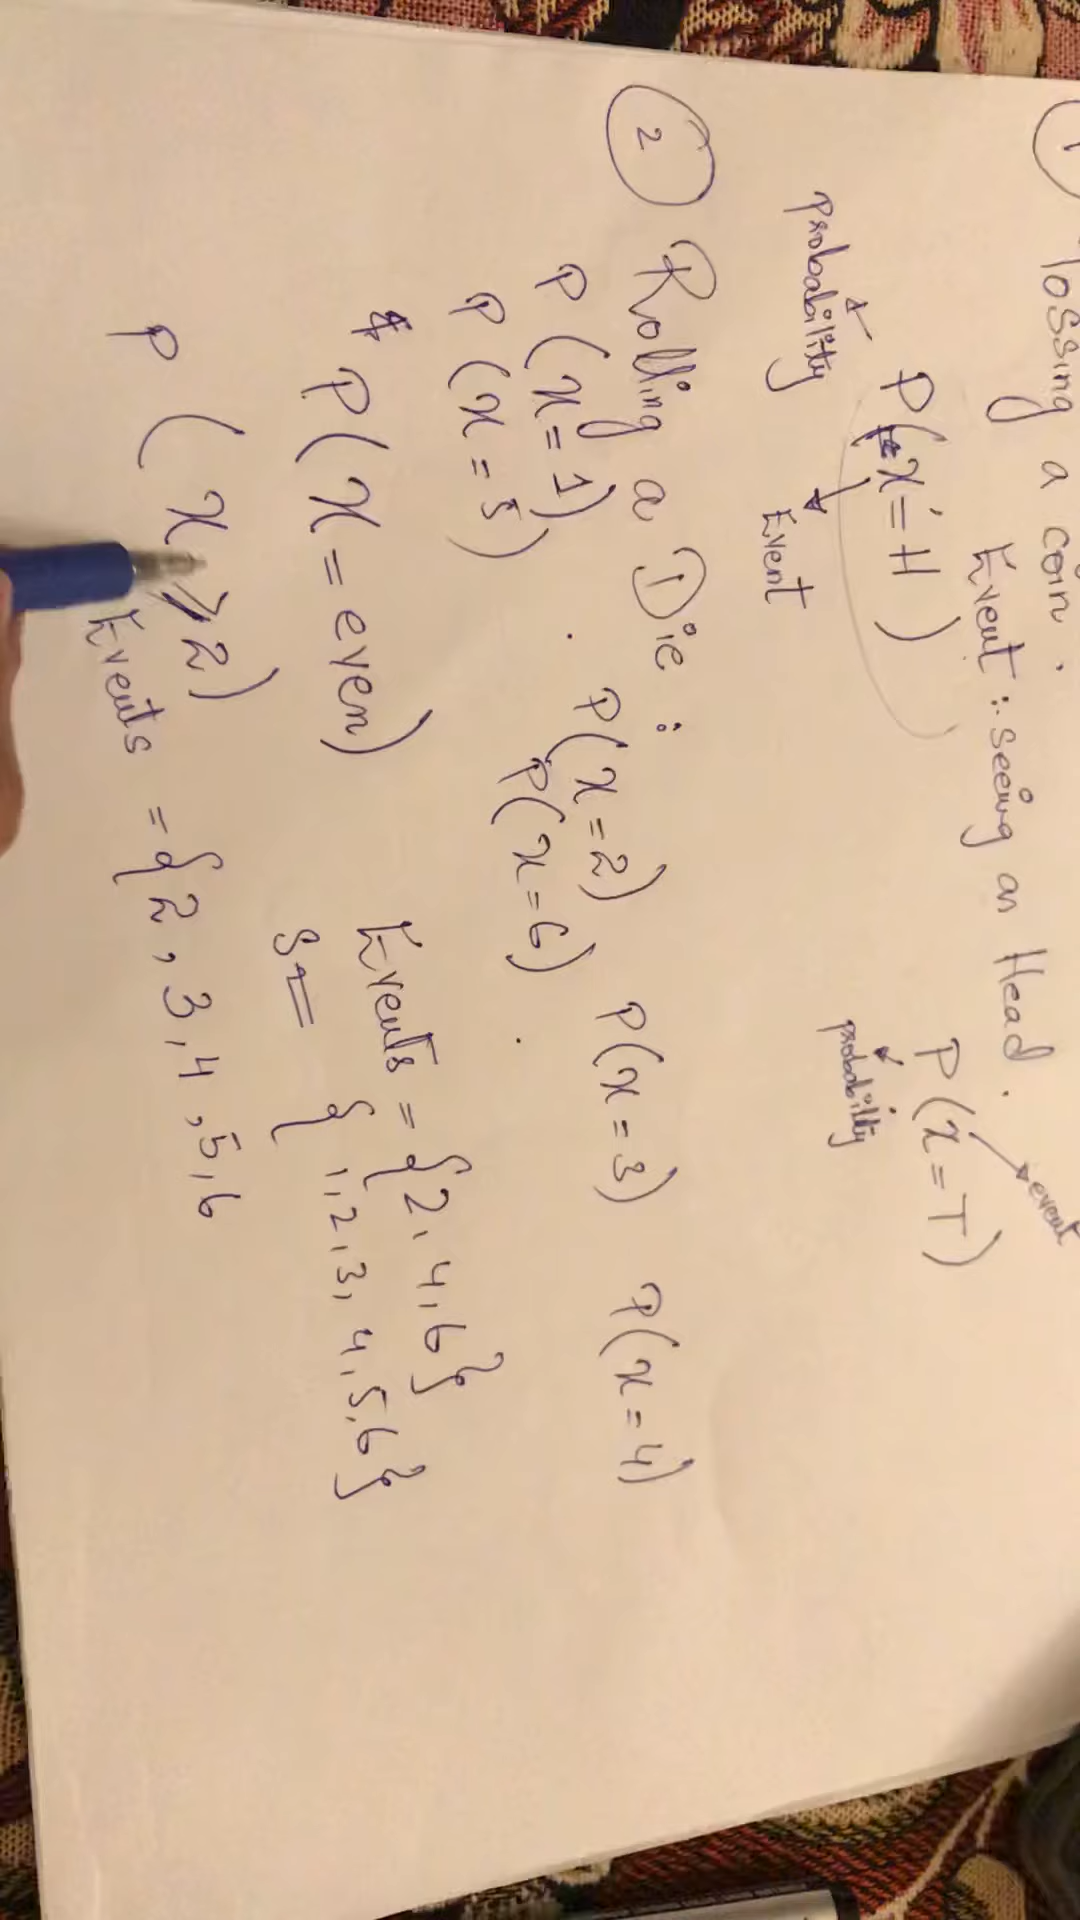 1 Tossing a coin.
Event: seeing an Head.
P(x=H)
P(x=T)
event
probability
Event
probability
2 Rolling a Die:
P(x=1) P(x=2) P(x=3) P(x=4)
P(x=5) P(x=6)
P(x=even) Events = {2,4,6}
S = {1,2,3,4,5,6}
P(x≥2)
Events = {2,3,4,5,6